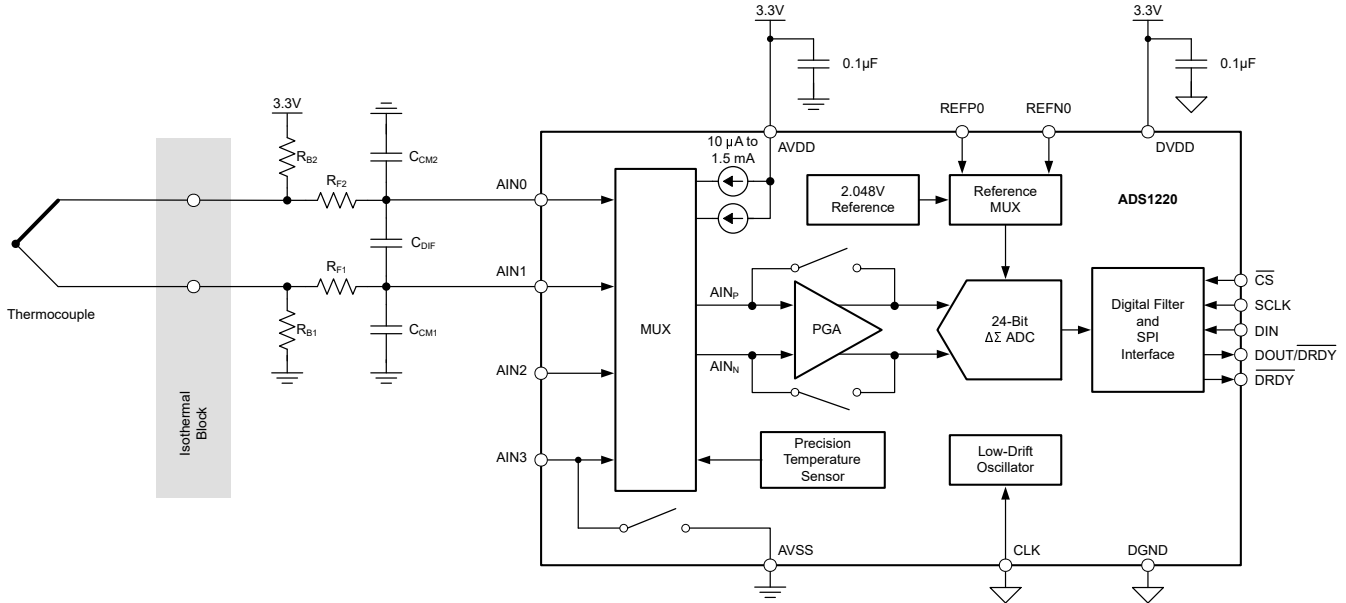 3.3V
0.1µF
3.3V
0.1µF
REFP0
REFN0
3.3V
10 µA to
1.5 mA
AVDD
DVDD
RB2
CCM2
RF2
AIN0
2.048V
Reference
Reference
MUX
ADS1220
CDIF
RF1
AIN1
Thermocouple
RB1
CCM1
MUX
AINP
PGA
AINN
24-Bit
ΔΣ ADC
Digital Filter
and
SPI
Interface
CS
SCLK
DIN
DOUT/DRDY
DRDY
AIN2
Isothermal
Block
AIN3
Precision
Temperature
Sensor
Low-Drift
Oscillator
AVSS
CLK
DGND